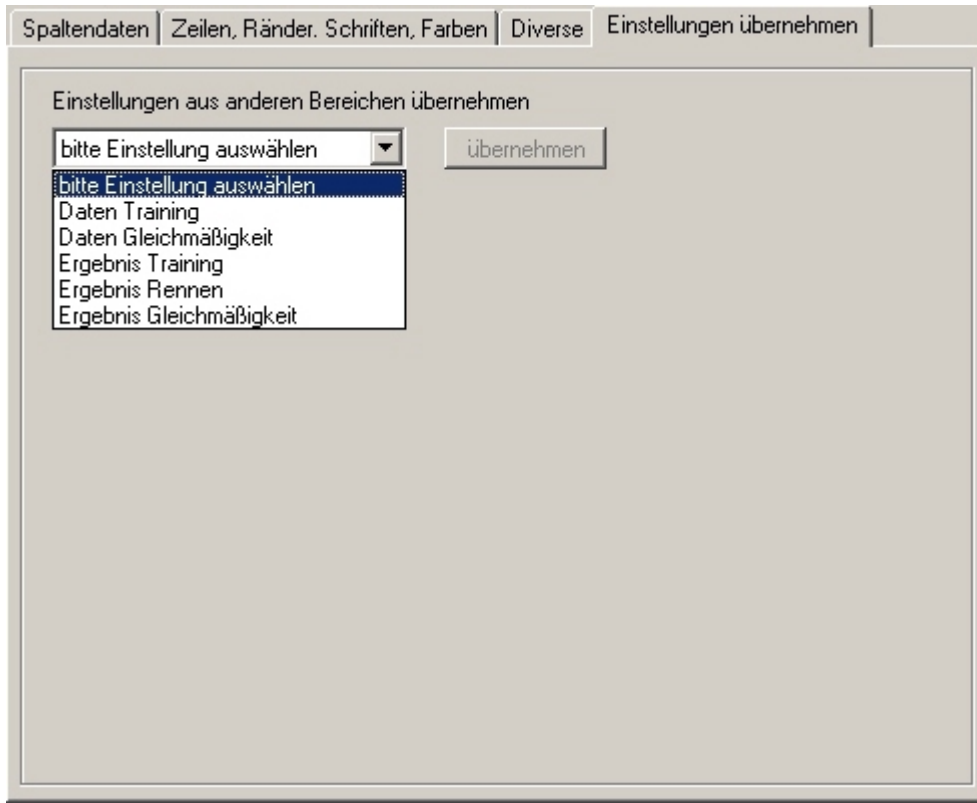 Spaltendaten Zeilen, Ränder. Schriften, Farben Diverse Einstellungen übernehmen
Einstellungen aus anderen Bereichen übernehmen
bitte Einstellung auswählen übernehmen
bitte Einstellung auswählen
Daten Training
Daten Gleichmäßigkeit
Ergebnis Training
Ergebnis Rennen
Ergebnis Gleichmäßigkeit